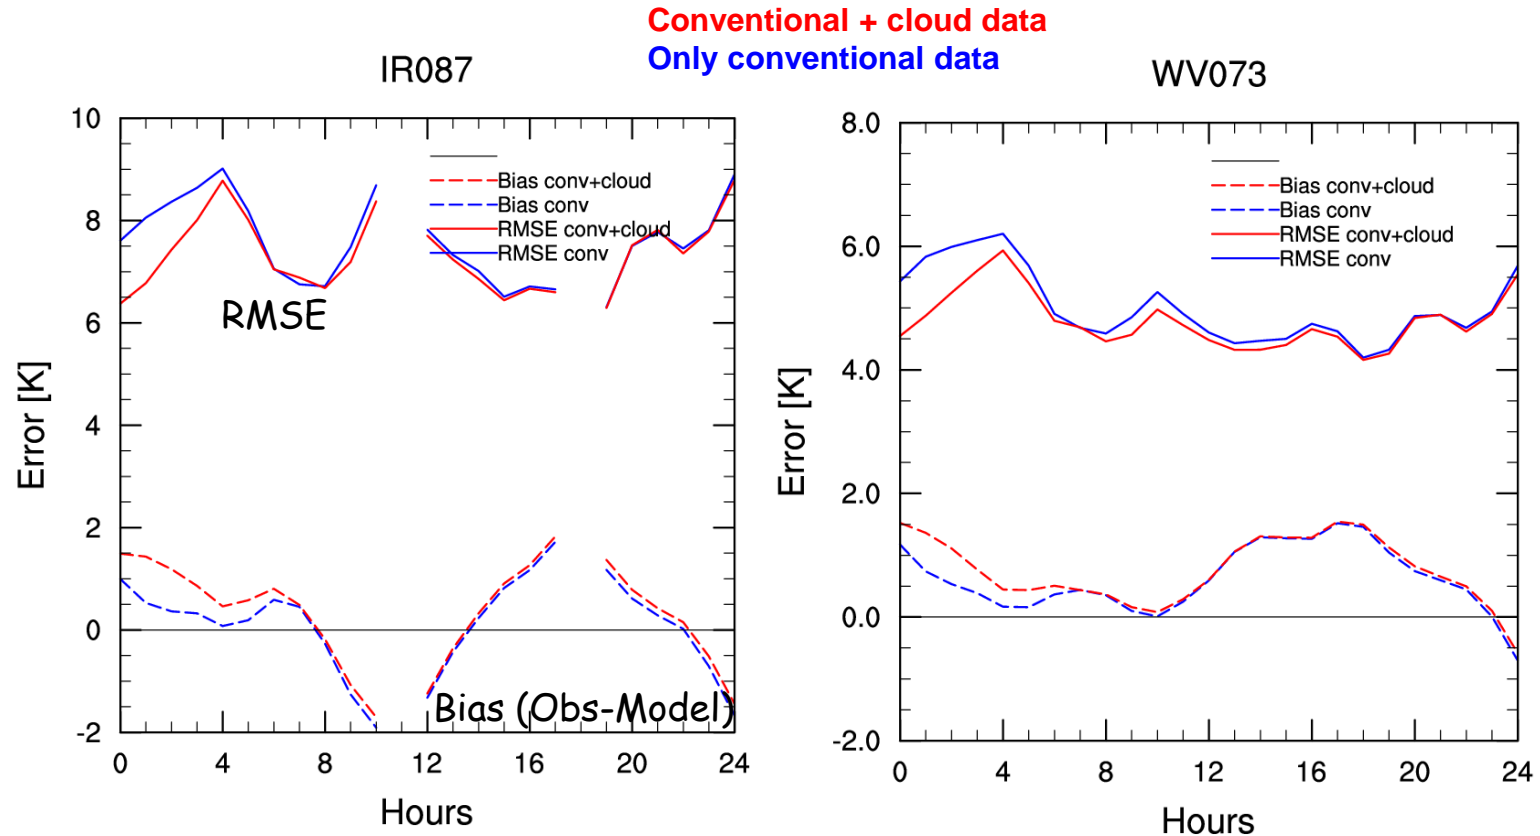 Conventional + cloud data
Only conventional data
IR087
WV073
10
8
6
4
2
0
-2
Error [K]
Bias conv+cloud
Bias conv
RMSE conv+cloud
RMSE conv
RMSE
Bias (Obs-Model)
0 4 8 12 16 20 24
Hours
8.0
6.0
4.0
2.0
0.0
-2.0
Error [K]
Bias conv+cloud
Bias conv
RMSE conv+cloud
RMSE conv
0 4 8 12 16 20 24
Hours